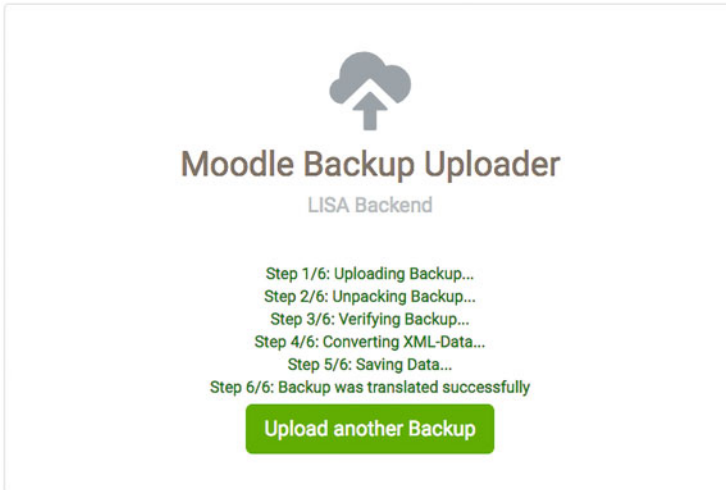 Moodle Backup Uploader
LISA Backend
Step 1/6: Uploading Backup...
Step 2/6: Unpacking Backup...
Step 3/6: Verifying Backup...
Step 4/6: Converting XML-Data...
Step 5/6: Saving Data...
Step 6/6: Backup was translated successfully
Upload another Backup